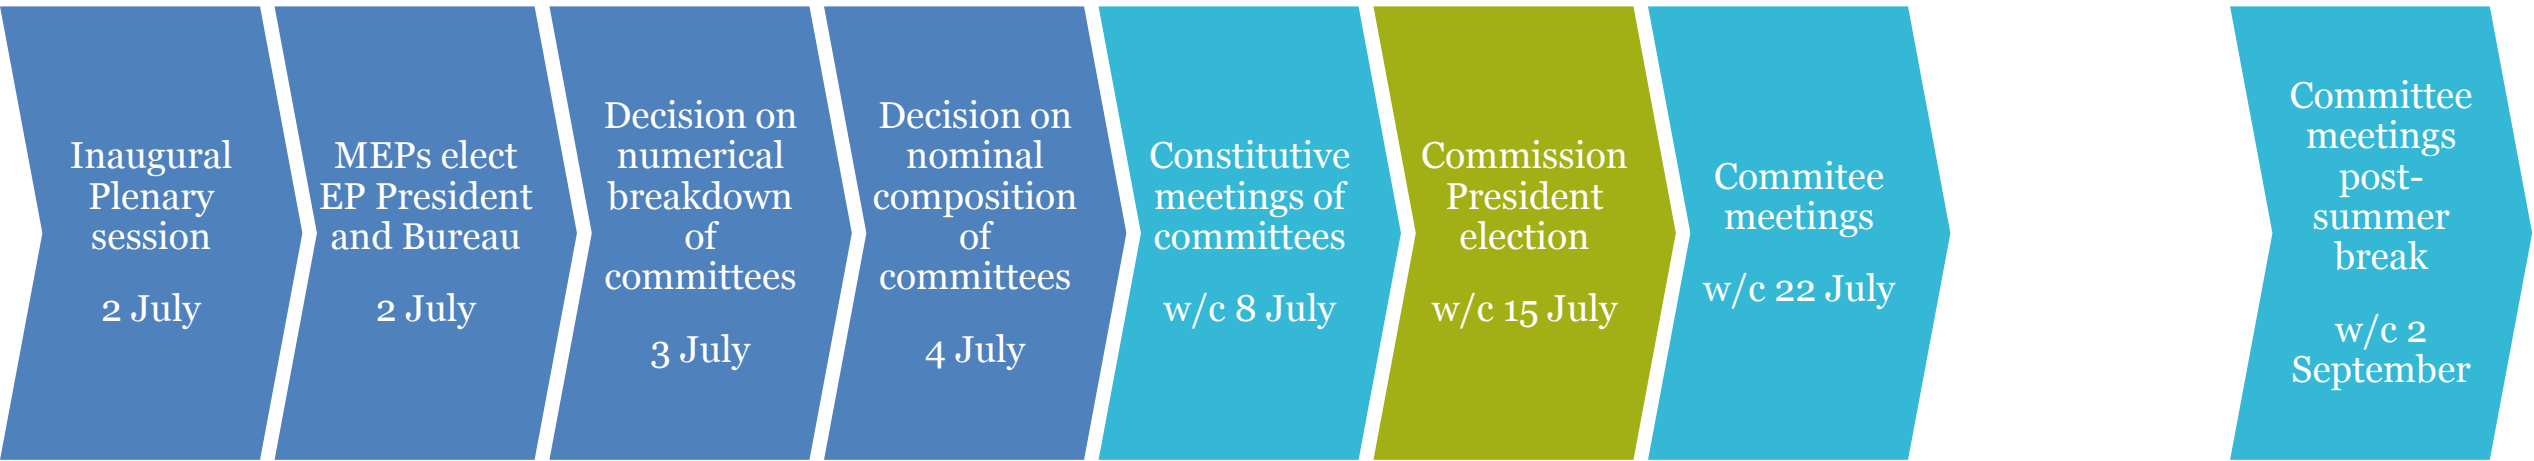 Inaugural
Plenary
session
2 July
MEPs elect
EP President
and Bureau
2 July
Decision on
numerical
breakdown
of
committees
3 July
Decision on
nominal
composition
of
committees
4 July
Constitutive
meetings of
committees
w/c 8 July
Commission
President
election
w/c 15 July
Commitee
meetings
w/c 22 July
Committee
meetings
post-
summer
break
w/c 2
September